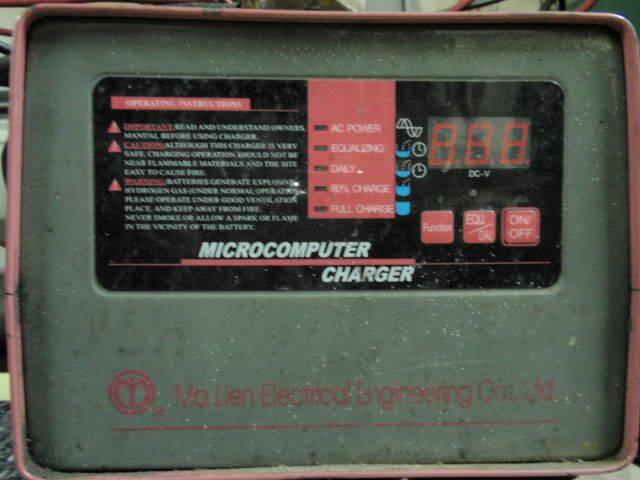 OPERATING INSTRUCTIONS
IMPORTANT: READ AND UNDERSTAND OWNERS
MANUAL BEFORE USING CHARGER.
CAUTION: ALTHOUGH THIS CHARGER IS VERY
SAFE, CHARGING OPERATION SHOULD NOT BE
NEAR FLAMMABLE MATERIALS AND THE SITE
EASY TO CAUSE FIRE.
WARNING: BATTERIES GENERATE EXPLOSIVE
HYDROGEN GAS (UNDER NORMAL OPERATION)
PLEASE OPERATE UNDER GOOD VENTILATION
PLACE, AND KEEP AWAY FROM FIRE.
NEVER SMOKE OR ALLOW A SPARK, OR FLAME
IN THE VICINITY OF THE BATTERY.
AC POWER
EQUALIZING
DAILY
80% CHARGE
FULL CHARGE
DC-V
Function
EQU/DAI
ON/OFF
MICROCOMPUTER
CHARGER
Ma Lien Electrical Engineering Co., Ltd.